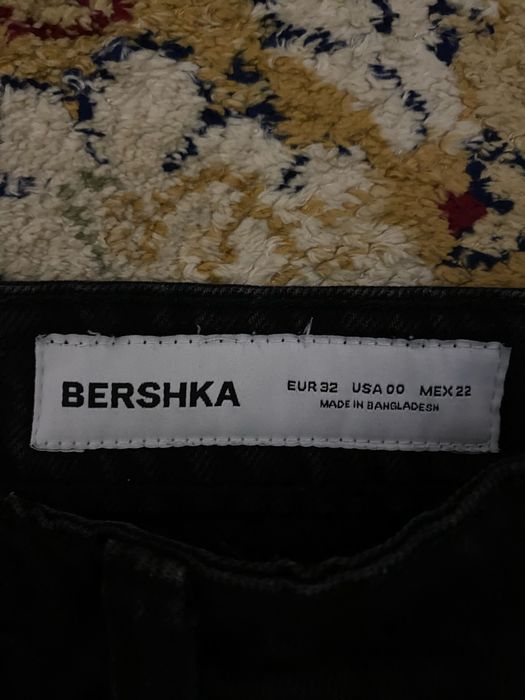 BERSHKA
EUR 32 USA 00 MEX 22
MADE IN BANGLADESH